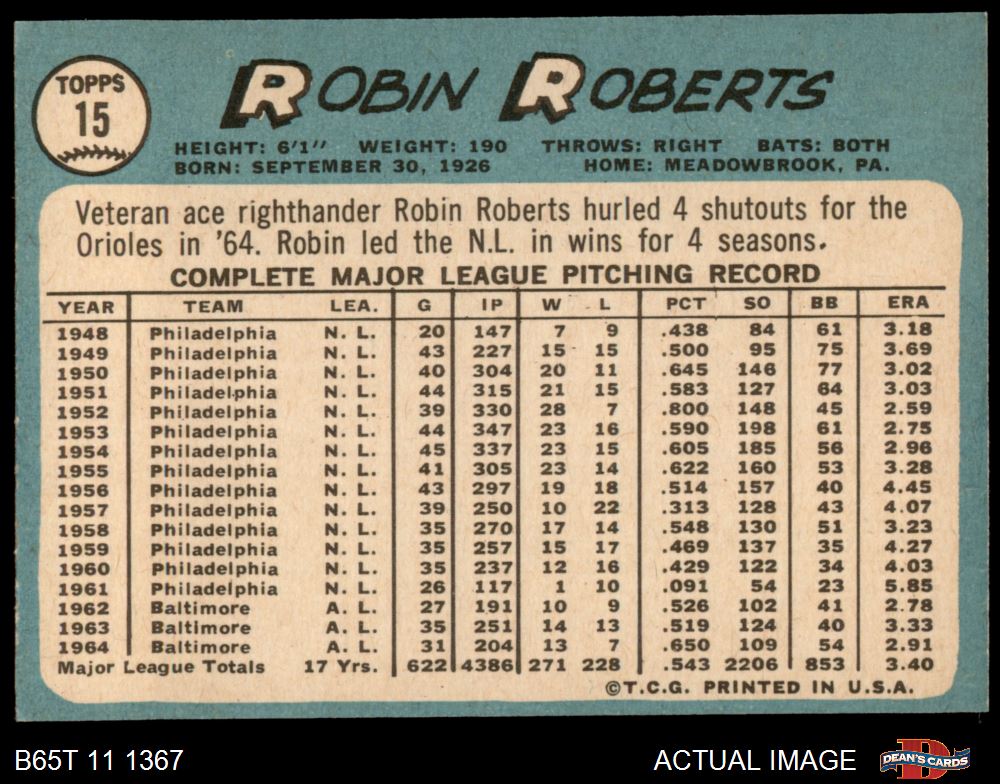 TOPPS
15
ROBIN ROBERTS
HEIGHT: 6'1" WEIGHT: 190 THROWS: RIGHT BATS: BOTH
BORN: SEPTEMBER 30, 1926 HOME: MEADOWBROOK, PA.
Veteran ace righthander Robin Roberts hurled 4 shutouts for the
Orioles in '64. Robin led the N.L. in wins for 4 seasons.
COMPLETE MAJOR LEAGUE PITCHING RECORD
YEAR TEAM LEA. G IP W L PCT SO BB ERA
1948 Philadelphia N. L. 20 147 7 9 .438 84 61 3.18
1949 Philadelphia N. L. 43 227 15 15 .500 95 75 3.69
1950 Philadelphia N. L. 40 304 20 11 .645 146 77 3.02
1951 Philadelphia N. L. 44 315 21 15 .583 127 64 3.03
1952 Philadelphia N. L. 39 330 28 7 .800 148 45 2.59
1953 Philadelphia N. L. 44 347 23 16 .590 198 61 2.75
1954 Philadelphia N. L. 45 337 23 15 .605 185 56 2.96
1955 Philadelphia N. L. 41 305 23 14 .622 160 53 3.28
1956 Philadelphia N. L. 43 297 19 18 .514 157 40 4.45
1957 Philadelphia N. L. 39 250 10 22 .313 128 43 4.07
1958 Philadelphia N. L. 35 270 17 14 .548 130 51 3.23
1959 Philadelphia N. L. 35 257 15 17 .469 137 35 4.27
1960 Philadelphia N. L. 35 237 12 16 .429 122 34 4.03
1961 Philadelphia N. L. 26 117 1 10 .091 54 23 5.85
1962 Baltimore A. L. 27 191 10 9 .526 102 41 2.78
1963 Baltimore A. L. 35 251 14 13 .519 124 40 3.33
1964 Baltimore A. L. 31 204 13 7 .650 109 54 2.91
Major League Totals 17 Yrs. 622 4386 271 228 .543 2206 853 3.40
©T.C.G. PRINTED IN U.S.A.
B65T 11 1367 ACTUAL IMAGE DEAN'S CARDS